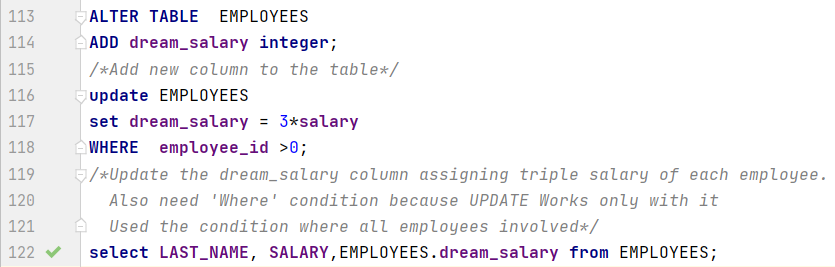 113 ALTER TABLE  EMPLOYEES
114 ADD dream_salary integer;
115 /*Add new column to the table*/
116 update EMPLOYEES
117 set dream_salary = 3*salary
118 WHERE  employee_id >0;
119 /*Update the dream_salary column assigning triple salary of each employee.
120   Also need 'Where' condition because UPDATE Works only with it
121   Used the condition where all employees involved*/
122 select LAST_NAME, SALARY,EMPLOYEES.dream_salary from EMPLOYEES;